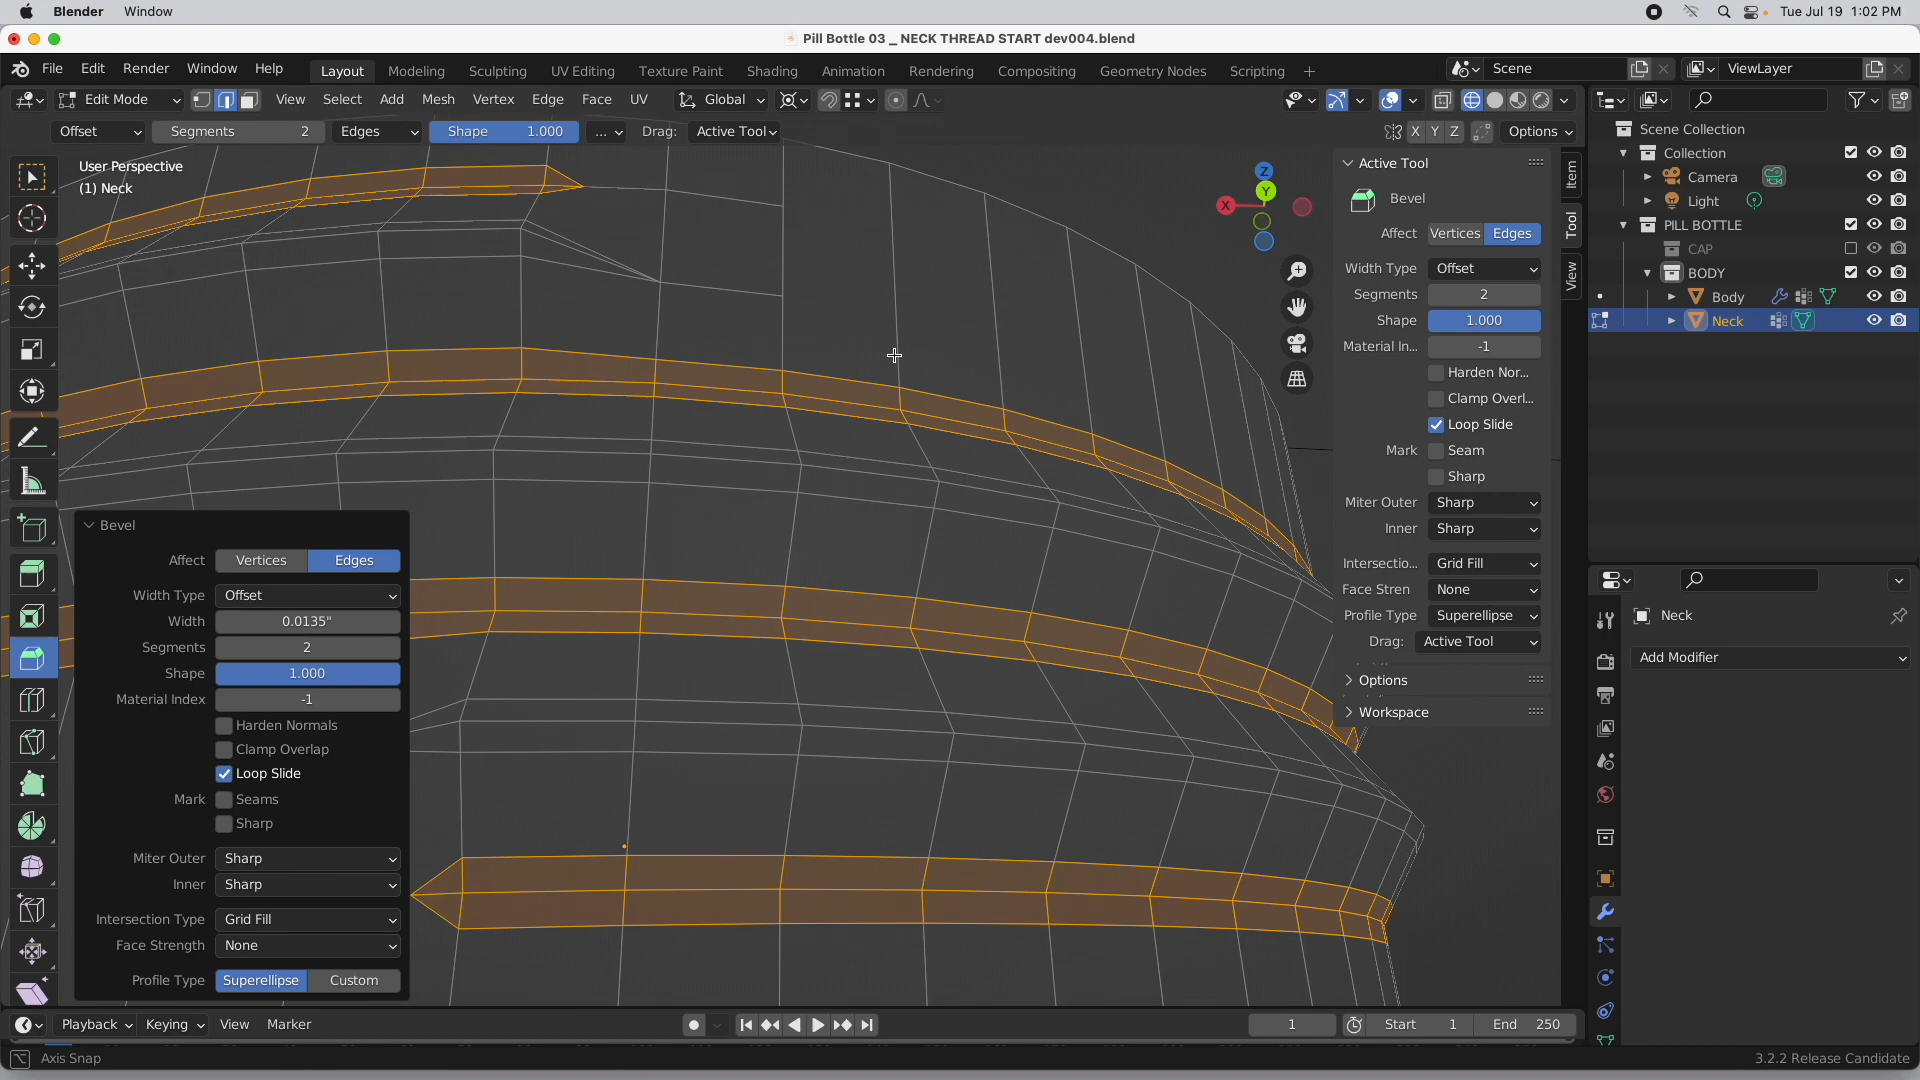 Blender Window Tue Jul 19 1:02 PM
Pill Bottle 03 _ NECK THREAD START dev004.blend
File Edit Render Window Help Layout Modeling Sculpting UV Editing Texture Paint Shading Animation Rendering Compositing Geometry Nodes Scripting + Scene ViewLayer
Edit Mode View Select Add Mesh Vertex Edge Face UV Global
Offset Segments 2 Edges Shape 1.000 ... Drag: Active Tool X Y Z Options
User Perspective
(1) Neck
Z
Y
X
Active Tool
Bevel
Affect Vertices Edges
Width Type Offset
Segments 2
Shape 1.000
Material In... -1
Harden Nor...
Clamp Overl...
Loop Slide
Mark Seam
Sharp
Miter Outer Sharp
Inner Sharp
Intersectio... Grid Fill
Face Stren None
Profile Type Superellipse
Drag: Active Tool
Options
Workspace
Item
Tool
View
Scene Collection
Collection
Camera
Light
PILL BOTTLE
CAP
BODY
Body
Neck
Neck
Add Modifier
Bevel
Affect Vertices Edges
Width Type Offset
Width 0.0135"
Segments 2
Shape 1.000
Material Index -1
Harden Normals
Clamp Overlap
Loop Slide
Mark Seams
Sharp
Miter Outer Sharp
Inner Sharp
Intersection Type Grid Fill
Face Strength None
Profile Type Superellipse Custom
Playback Keying View Marker 1 Start 1 End 250
Axis Snap 3.2.2 Release Candidate